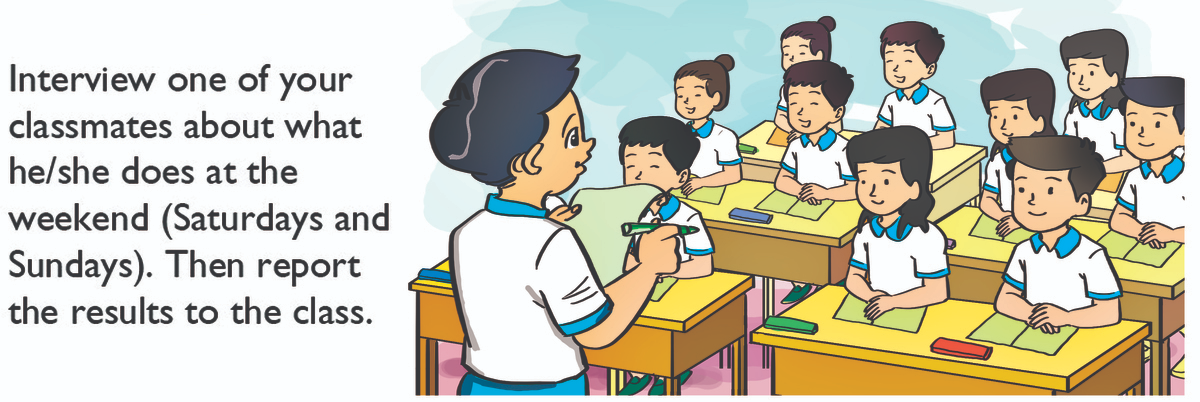 Interview one of your
classmates about what
he/she does at the
weekend (Saturdays and
Sundays). Then report
the results to the class.